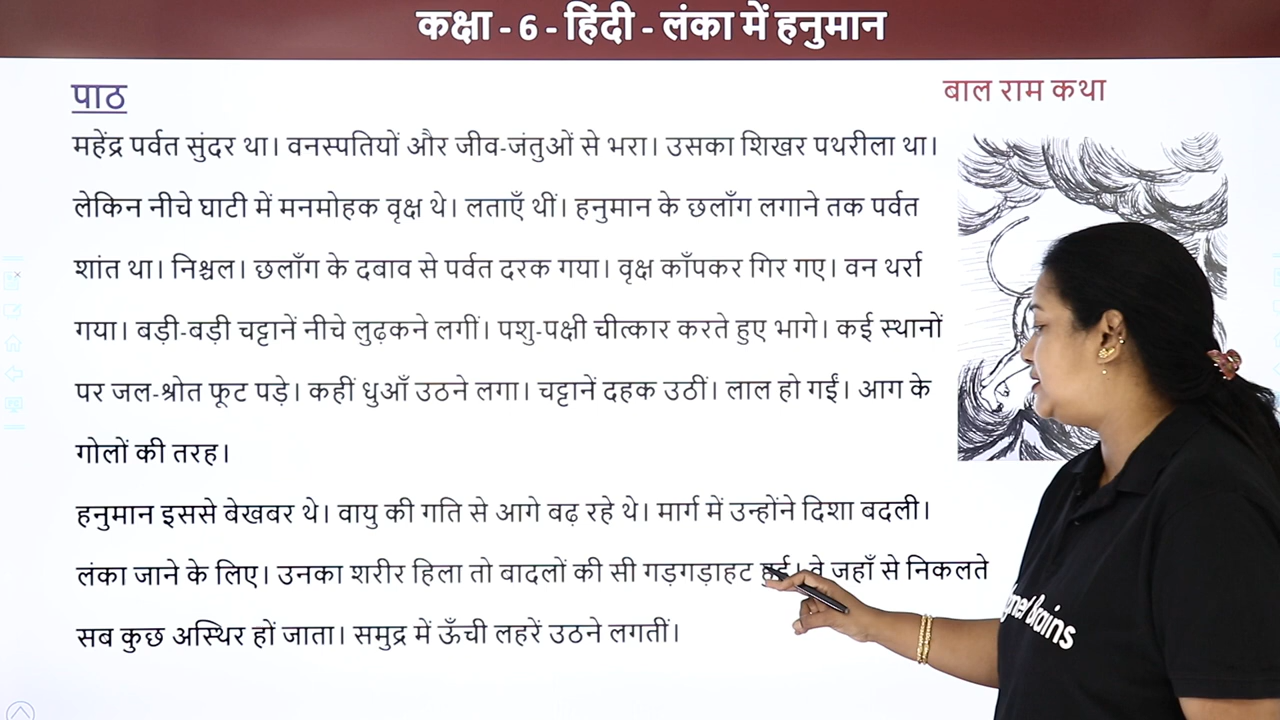 कक्षा - 6 - हिंदी - लंका में हनुमान
पाठ
बाल राम कथा
महेंद्र पर्वत सुंदर था। वनस्पतियों और जीव-जंतुओं से भरा। उसका शिखर पथरीला था।
लेकिन नीचे घाटी में मनमोहक वृक्ष थे। लताएँ थीं। हनुमान के छलाँग लगाने तक पर्वत
शांत था। निश्चल। छलाँग के दवाव से पर्वत दरक गया। वृक्ष काँपकर गिर गए। वन थर्रा
गया। बड़ी-बड़ी चट्टानें नीचे लुढ़कने लगीं। पशु-पक्षी चीत्कार करते हुए भागे। कई स्थानों
पर जल-श्रोत फूट पड़े। कहीं धुआँ उठने लगा। चट्टानें दहक उठीं। लाल हो गईं। आग के
गोलों की तरह।
हनुमान इससे वेखबर थे। वायु की गति से आगे बढ़ रहे थे। मार्ग में उन्होंने दिशा वदली।
लंका जाने के लिए। उनका शरीर हिला तो वादलों की सी गड़गड़ाहट हुई। वे जहाँ से निकलते
सब कुछ अस्थिर हों जाता। समुद्र में ऊँची लहरें उठने लगतीं।
Brains